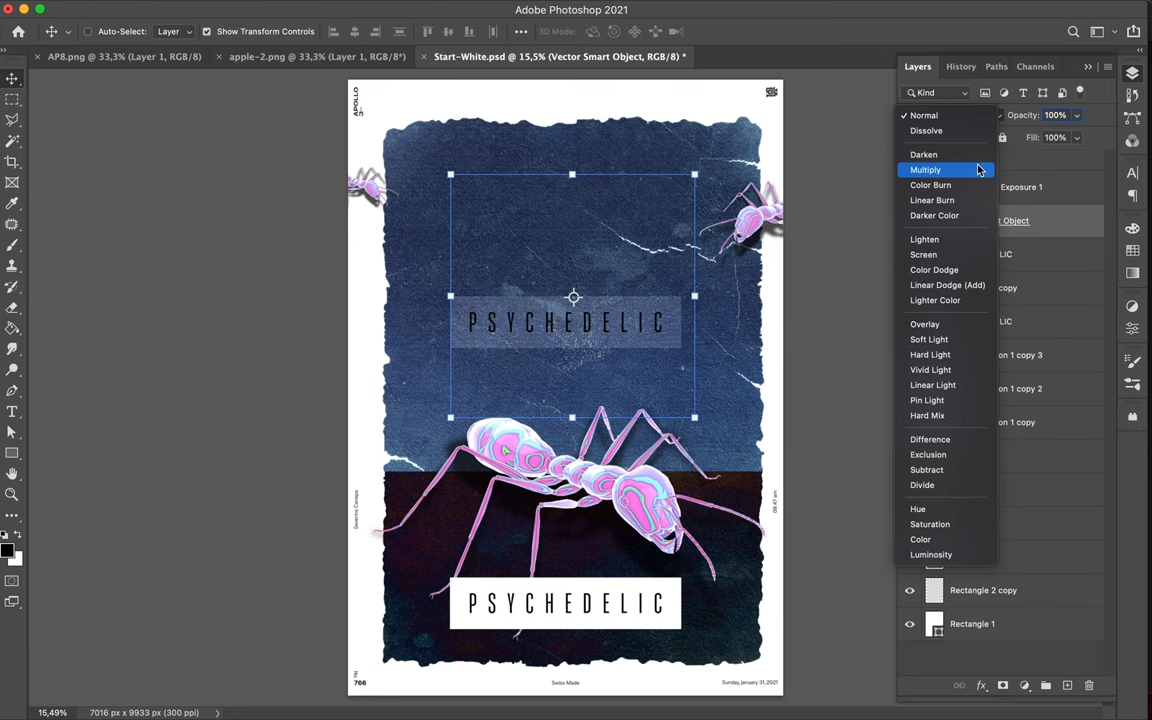 Adobe Photoshop 2021
Auto-Select: Layer Show Transform Controls 3D Mode:
AP8.png @ 33,3% (Layer 1, RGB/8)
apple-2.png @ 33,3% (Layer 1, RGB/8*)
Start-White.psd @ 15,5% (Vector Smart Object, RGB/8) *
Layers History Paths Channels
Kind
Opacity: 100%
Fill: 100%
Normal
Dissolve
Darken
Multiply
Color Burn
Linear Burn
Darker Color
Lighten
Screen
Color Dodge
Linear Dodge (Add)
Lighter Color
Overlay
Soft Light
Hard Light
Vivid Light
Linear Light
Pin Light
Hard Mix
Difference
Exclusion
Subtract
Divide
Hue
Saturation
Color
Luminosity
Exposure 1
t Object
LIC
copy
LIC
on 1 copy 3
on 1 copy 2
on 1 copy
Rectangle 2 copy
Rectangle 1
APOLLO
PSYCHEDELIC
PSYCHEDELIC
Severino Canepa
09:47 am
Nº
766
Swiss Made
Sunday, January 31, 2021
15,49% 7016 px x 9933 px (300 ppi)